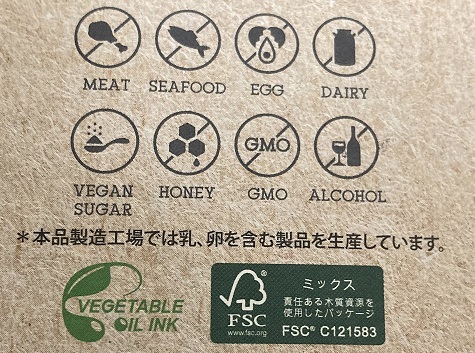 MEAT SEAFOOD EGG DAIRY
GMO
VEGAN SUGAR HONEY GMO ALCOHOL
＊本品製造工場では乳、卵を含む製品を生産しています。
VEGETABLE
OIL INK
FSC
www.fsc.org
ミックス
責任ある木質資源を
使用したパッケージ
FSC® C121583